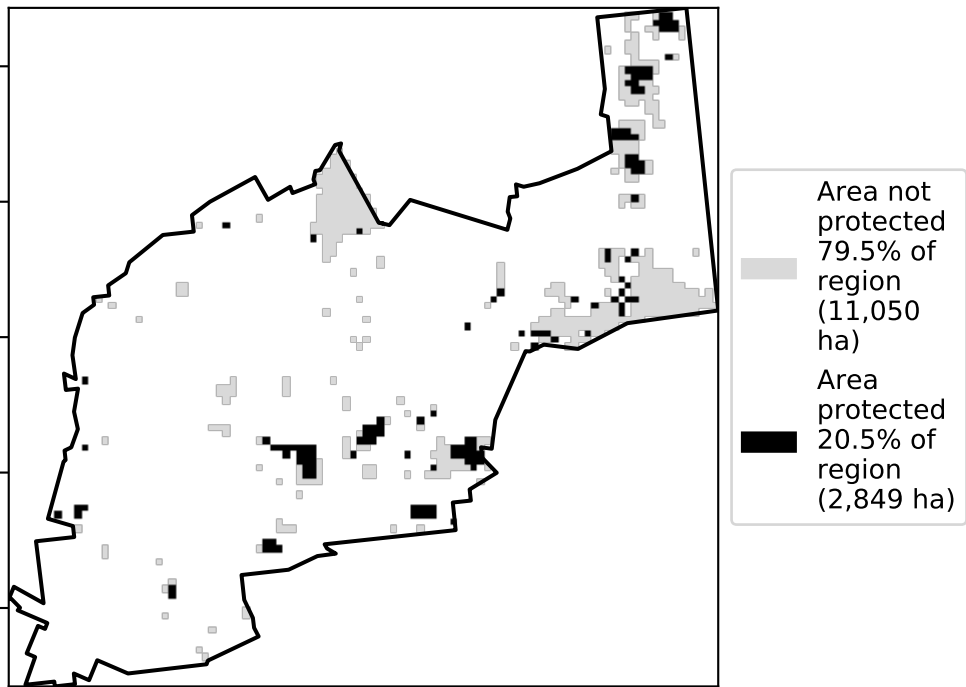 Area not
protected
79.5% of
region
(11,050
ha)
Area
protected
20.5% of
region
(2,849 ha)